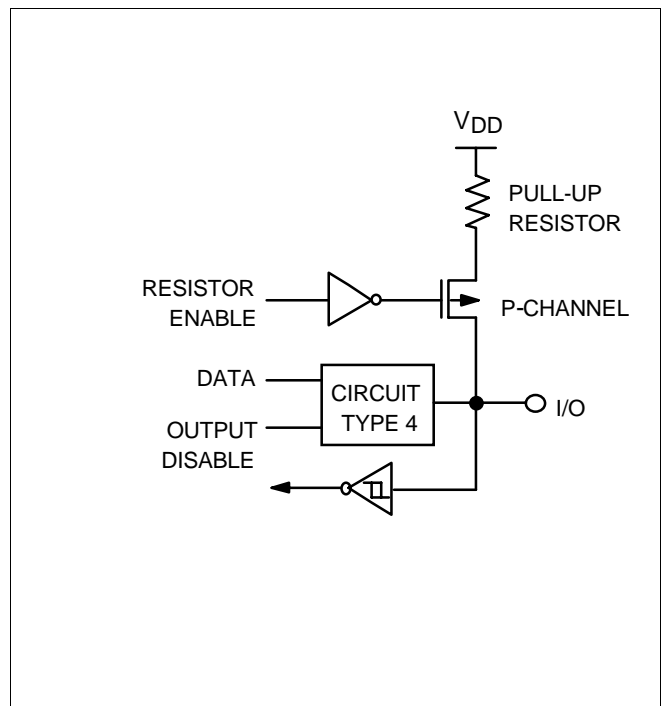 VDD
PULL-UP
RESISTOR
RESISTOR
ENABLE
P-CHANNEL
DATA
CIRCUIT
TYPE 4
I/O
OUTPUT
DISABLE